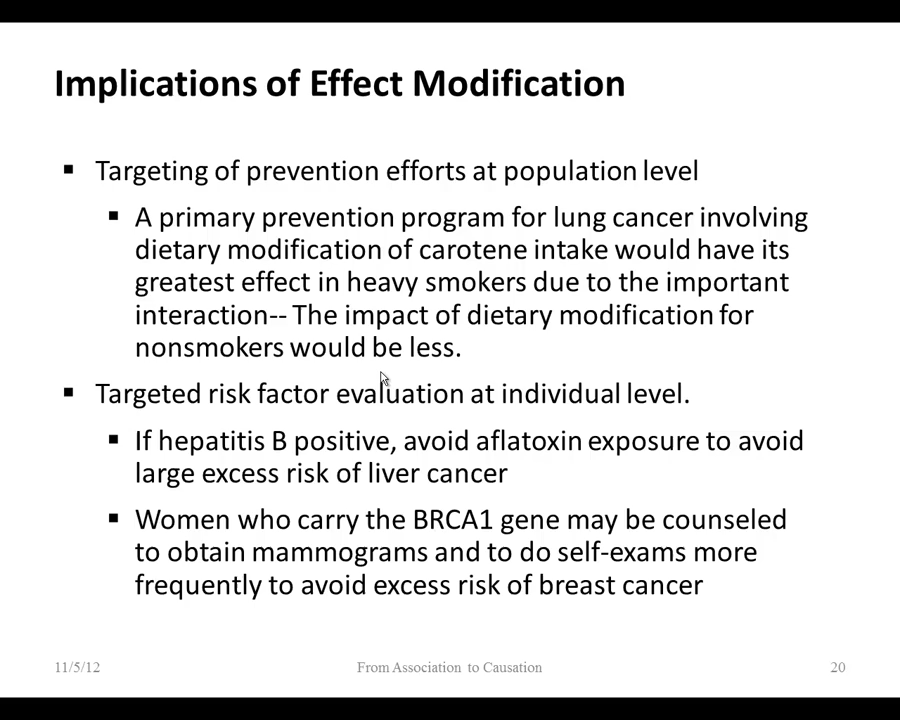 Implications of Effect Modification
▪ Targeting of prevention efforts at population level
▪ A primary prevention program for lung cancer involving
dietary modification of carotene intake would have its
greatest effect in heavy smokers due to the important
interaction-- The impact of dietary modification for
nonsmokers would be less.
▪ Targeted risk factor evaluation at individual level.
▪ If hepatitis B positive, avoid aflatoxin exposure to avoid
large excess risk of liver cancer
▪ Women who carry the BRCA1 gene may be counseled
to obtain mammograms and to do self-exams more
frequently to avoid excess risk of breast cancer
11/5/12
From Association to Causation
20